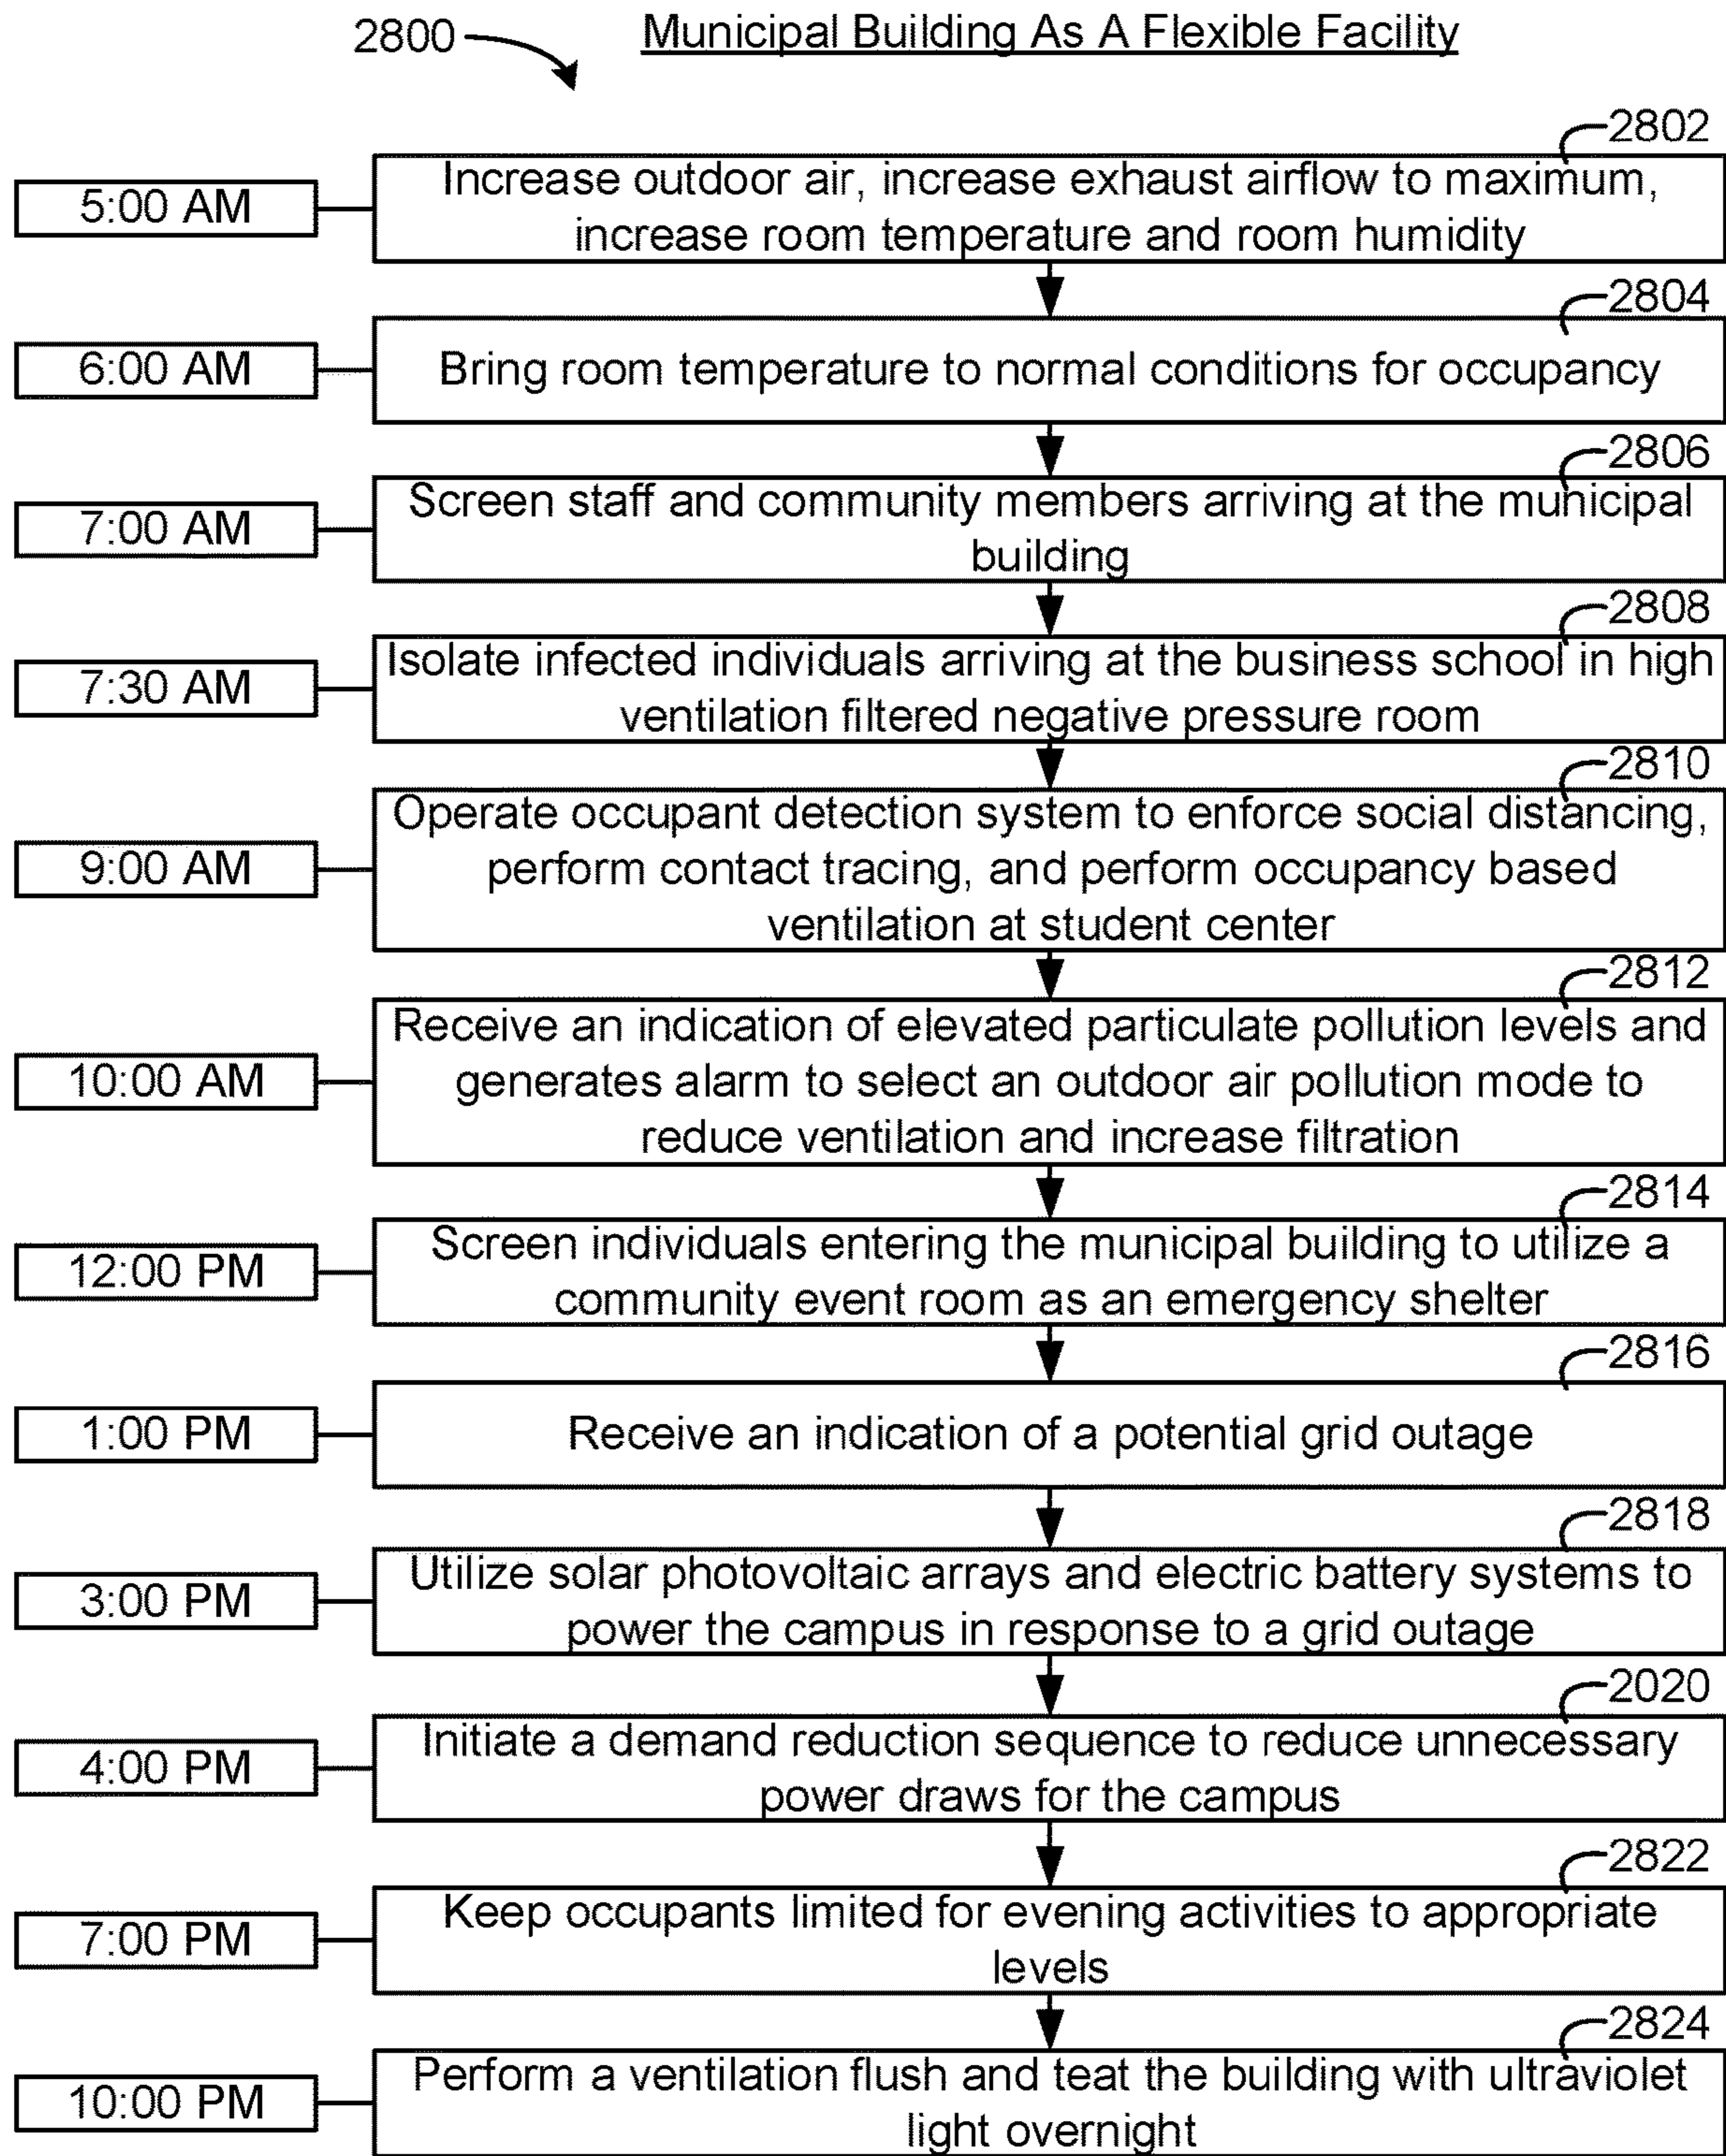 2800
Municipal Building As A Flexible Facility
2802
5:00 AM
Increase outdoor air, increase exhaust airflow to maximum,
increase room temperature and room humidity
2804
6:00 AM
Bring room temperature to normal conditions for occupancy
2806
7:00 AM
Screen staff and community members arriving at the municipal
building
2808
7:30 AM
Isolate infected individuals arriving at the business school in high
ventilation filtered negative pressure room
2810
9:00 AM
Operate occupant detection system to enforce social distancing,
perform contact tracing, and perform occupancy based
ventilation at student center
2812
10:00 AM
Receive an indication of elevated particulate pollution levels and
generates alarm to select an outdoor air pollution mode to
reduce ventilation and increase filtration
2814
12:00 PM
Screen individuals entering the municipal building to utilize a
community event room as an emergency shelter
2816
1:00 PM
Receive an indication of a potential grid outage
2818
3:00 PM
Utilize solar photovoltaic arrays and electric battery systems to
power the campus in response to a grid outage
2020
4:00 PM
Initiate a demand reduction sequence to reduce unnecessary
power draws for the campus
2822
7:00 PM
Keep occupants limited for evening activities to appropriate
levels
2824
10:00 PM
Perform a ventilation flush and teat the building with ultraviolet
light overnight